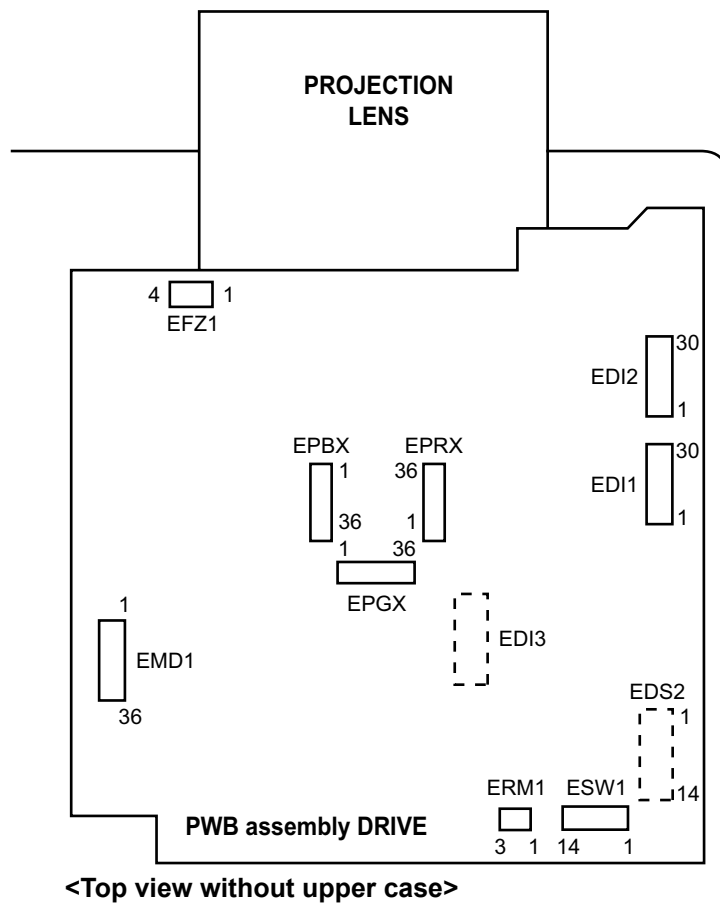 PROJECTION
LENS
4 1
EFZ1
30
EDI2
1
EPBX EPRX
1 36
30
EDI1
36 1
1
1 36
EPGX
1
EDI3
EMD1
36
EDS2
1
14
ERM1 ESW1
PWB assembly DRIVE
3 1 14 1
<Top view without upper case>